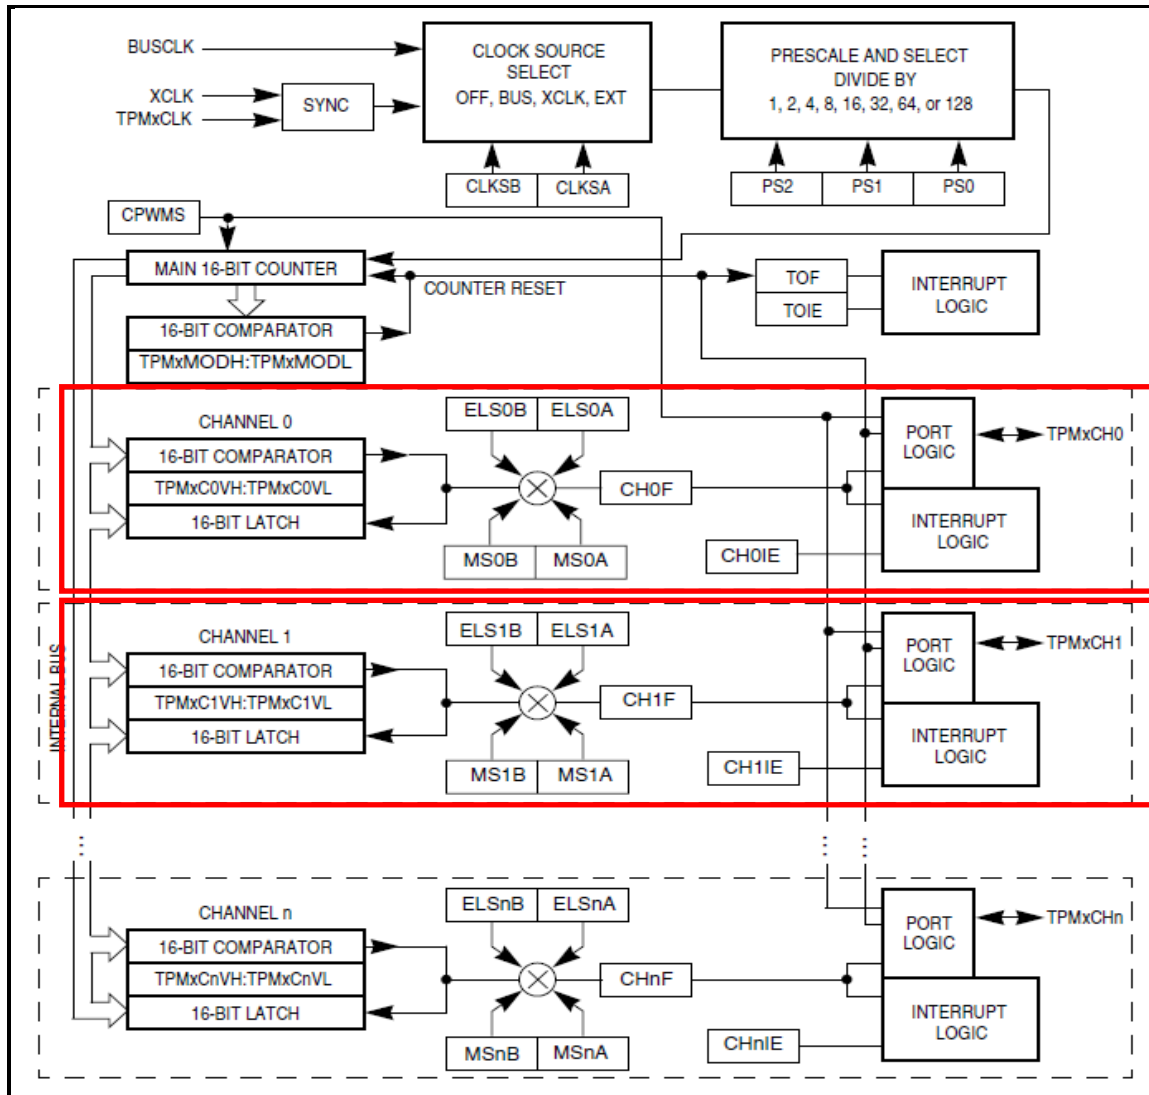 BUSCLK
CLOCK SOURCE
SELECT
OFF, BUS, XCLK, EXT
PRESCALE AND SELECT
DIVIDE BY
1, 2, 4, 8, 16, 32, 64, or 128
XCLK
TPMxCLK
SYNC
CLKSB
CLKSA
PS2
PS1
PS0
CPWMS
MAIN 16-BIT COUNTER
COUNTER RESET
TOF
TOIE
INTERRUPT
LOGIC
16-BIT COMPARATOR
TPMxMODH:TPMxMODL
CHANNEL 0
ELS0B
ELS0A
16-BIT COMPARATOR
TPMxC0VH:TPMxC0VL
16-BIT LATCH
CH0F
MS0B
MS0A
CH0IE
PORT
LOGIC
TPMxCH0
INTERRUPT
LOGIC
INTERNAL BUS
CHANNEL 1
ELS1B
ELS1A
16-BIT COMPARATOR
TPMxC1VH:TPMxC1VL
16-BIT LATCH
CH1F
MS1B
MS1A
CH1IE
PORT
LOGIC
TPMxCH1
INTERRUPT
LOGIC
CHANNEL n
ELSnB
ELSnA
16-BIT COMPARATOR
TPMxCnVH:TPMxCnVL
16-BIT LATCH
CHnF
MSnB
MSnA
CHnIE
PORT
LOGIC
TPMxCHn
INTERRUPT
LOGIC